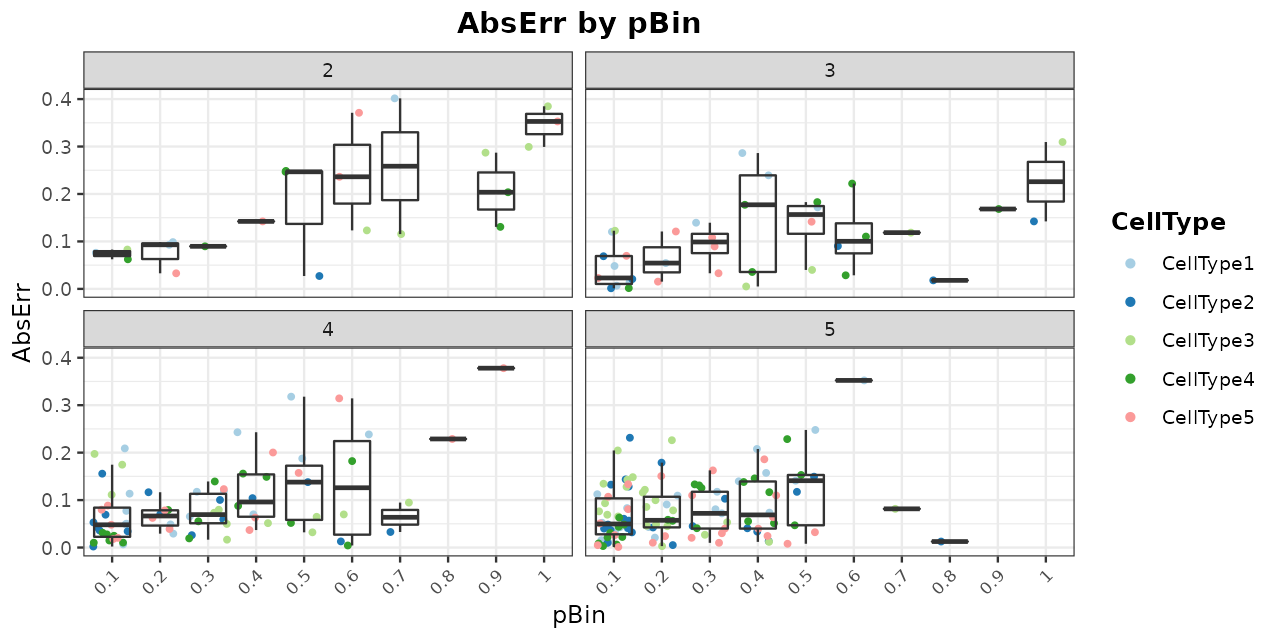 AbsErr by pBin
2
3
0.4
0.3
0.2
0.1
0.0
4
5
0.4
0.3
0.2
0.1
0.0
0.1 0.2 0.3 0.4 0.5 0.6 0.7 0.8 0.9 1
0.1 0.2 0.3 0.4 0.5 0.6 0.7 0.8 0.9 1
AbsErr
pBin
CellType
CellType1
CellType2
CellType3
CellType4
CellType5